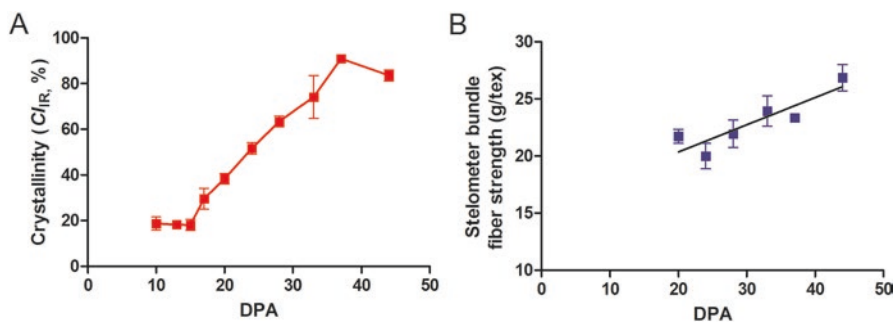 A
Crystallinity (CI_IR, %)
100
80
60
40
20
0
0 10 20 30 40 50
DPA
B
Stelometer bundle
fiber strength (g/tex)
30
25
20
15
10
0 10 20 30 40 50
DPA